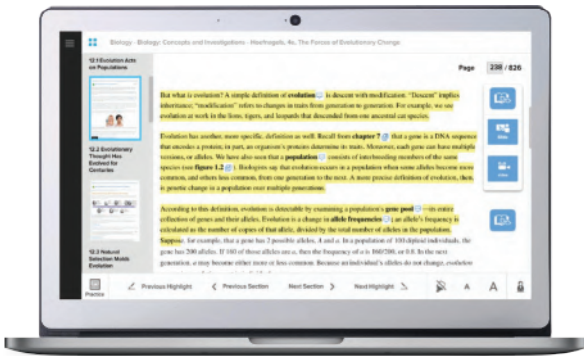 Biology - Biology: Concepts and Investigations - Hoefnagels, 4e, The Forces of Evolutionary Change
12.1 Evolution Acts
on Populations
12.2 Evolutionary
Thought Has
Evolved for
Centuries
12.3 Natural
Selection Molds
Evolution
Page 238 / 826
But what is evolution? A simple definition of evolution is descent with modification. "Descent" implies
inheritance; "modification" refers to changes in traits from generation to generation. For example, we see
evolution at work in the lions, tigers, and leopards that descended from one ancestral cat species.
Evolution has another, more specific, definition as well. Recall from chapter 7 that a gene is a DNA sequence
that encodes a protein; in part, an organism's proteins determine its traits. Moreover, each gene can have multiple
versions, or alleles. We have also seen that a population consists of interbreeding members of the same
species (see figure 1.2). Biologists say that evolution occurs in a population when some alleles become more
common, and others less common, from one generation to the next. A more precise definition of evolution, then,
is genetic change in a population over multiple generations.
According to this definition, evolution is detectable by examining a population's gene pool —its entire
collection of genes and their alleles. Evolution is a change in allele frequencies; an allele's frequency is
calculated as the number of copies of that allele, divided by the total number of alleles in the population.
Suppose, for example, that a gene has 2 possible alleles, A and a. In a population of 100 diploid individuals, the
gene has 200 alleles. If 160 of those alleles are a, then the frequency of a is 160/200, or 0.8. In the next
generation, a may become either more or less common. Because an individual's alleles do not change, evolution
Practice
Previous Highlight
Previous Section
Next Section
Next Highlight
A
A